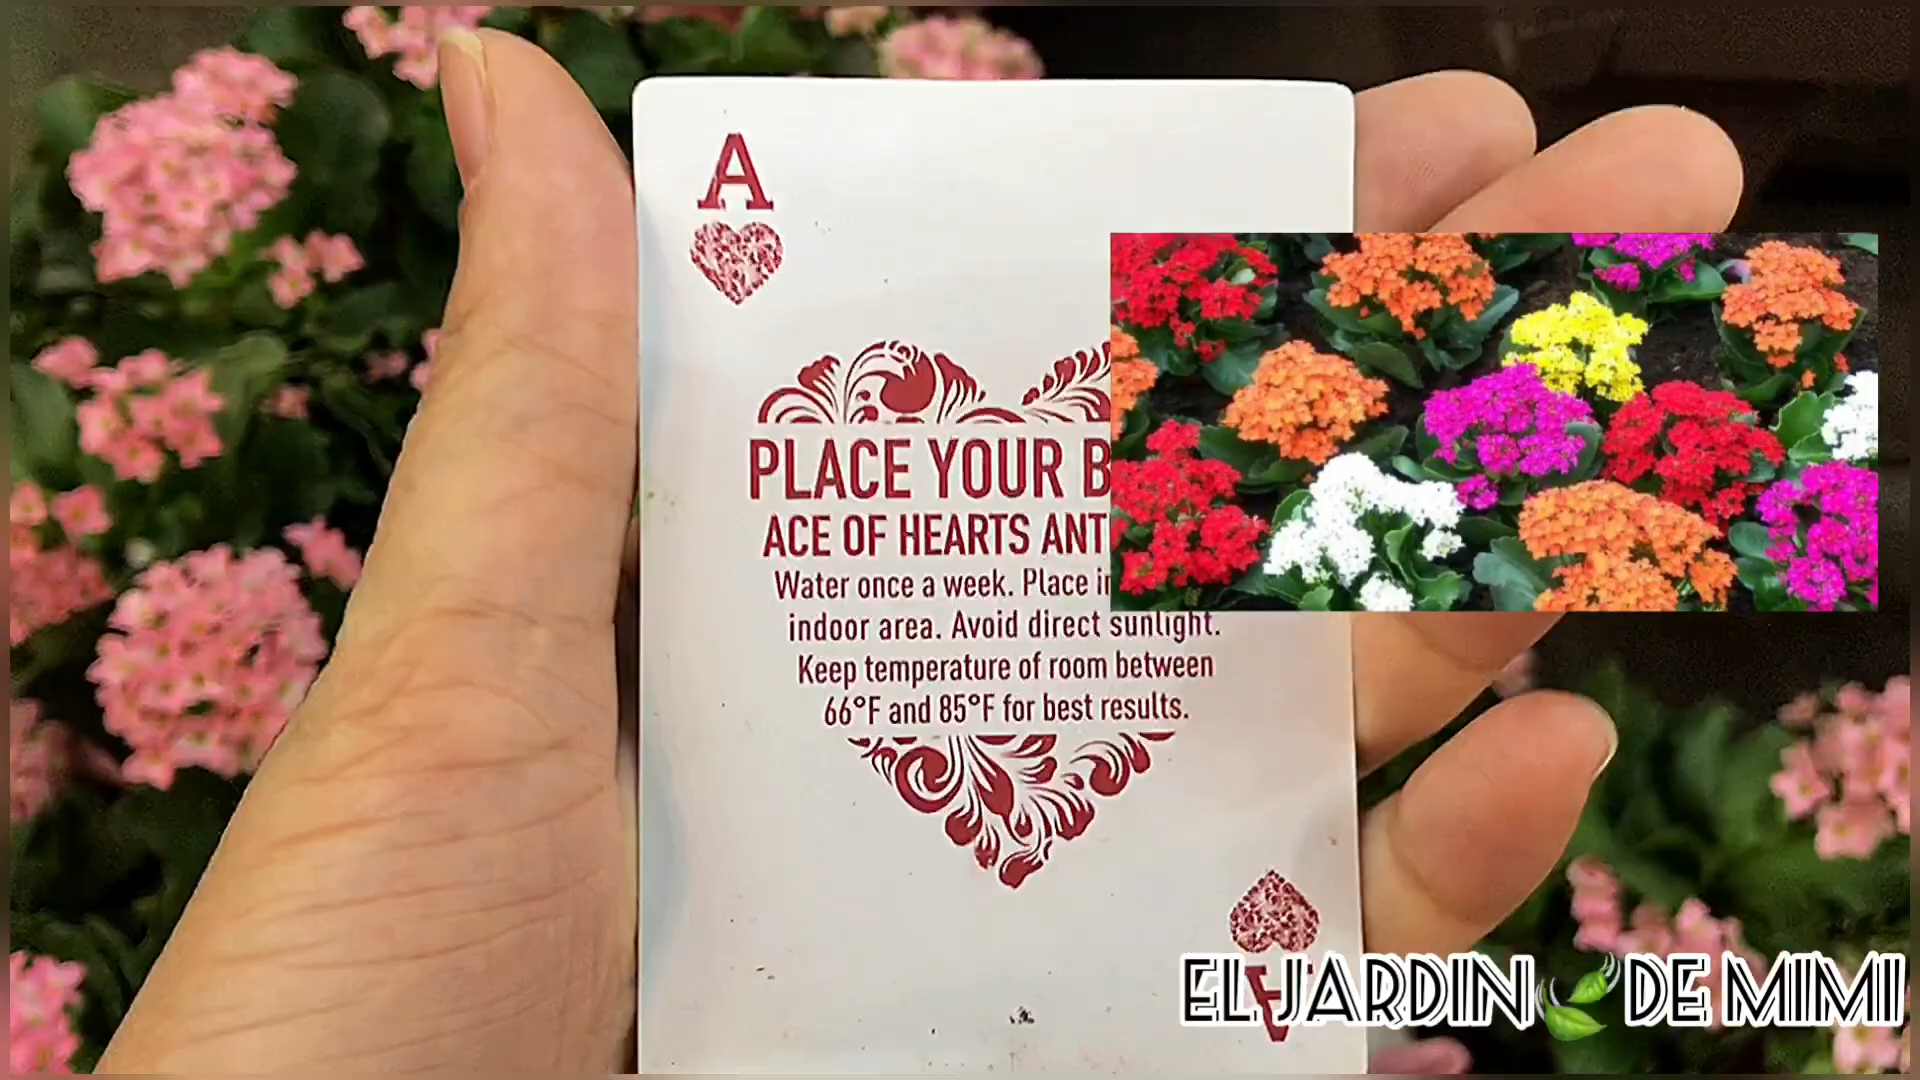 A
PLACE YOUR B
ACE OF HEARTS ANT
Water once a week. Place i
indoor area. Avoid direct sunlight.
Keep temperature of room between
66°F and 85°F for best results.
A
EL JARDIN DE MIMI